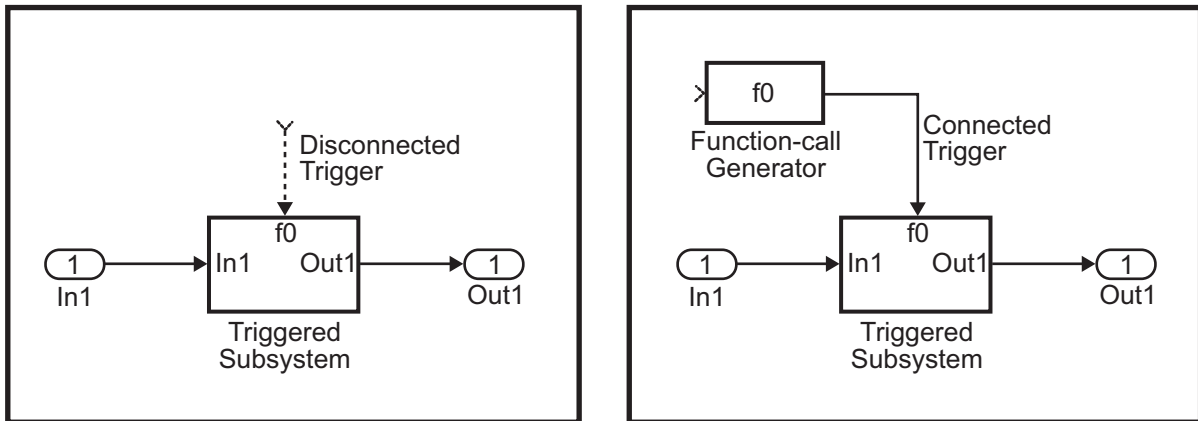 Disconnected
Trigger
f0
1
In1
Out1
1
In1
Out1
Triggered
Subsystem
f0
Function-call
Generator
Connected
Trigger
f0
1
In1
Out1
1
In1
Out1
Triggered
Subsystem